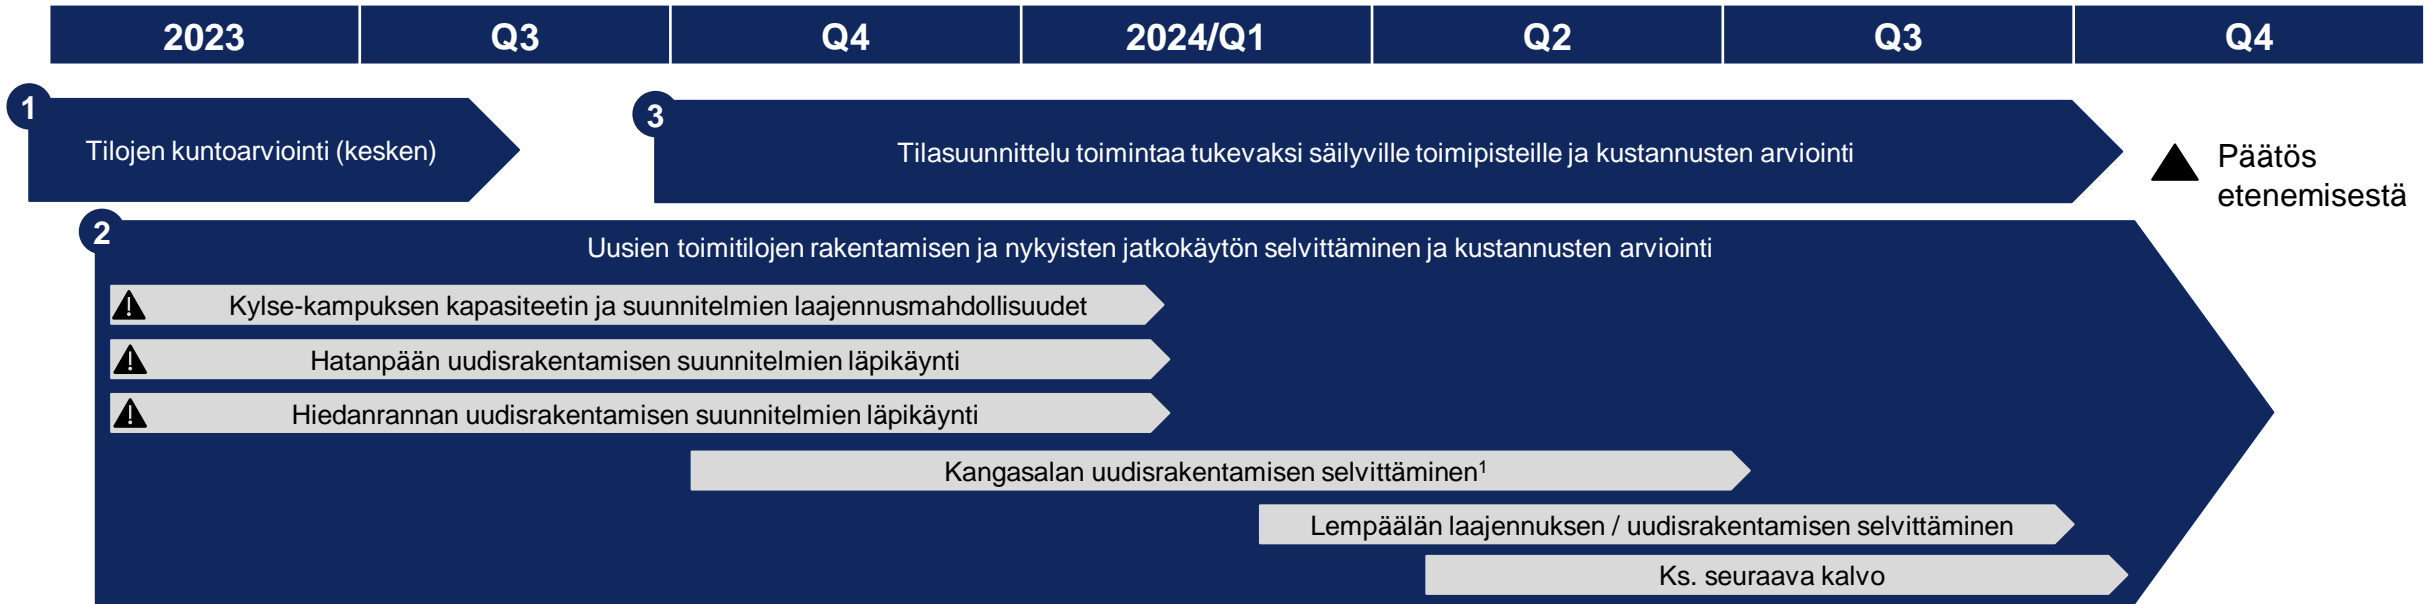 2023 Q3 Q4 2024/Q1 Q2 Q3 Q4
1
Tilojen kuntoarviointi (kesken)
3
Tilasuunnittelu toimintaa tukevaksi säilyville toimipisteille ja kustannusten arviointi
Päätös
etenemisestä
2
Uusien toimitilojen rakentamisen ja nykyisten jatkokäytön selvittäminen ja kustannusten arviointi
! Kylse-kampuksen kapasiteetin ja suunnitelmien laajennusmahdollisuudet
! Hatanpään uudisrakentamisen suunnitelmien läpikäynti
! Hiedanrannan uudisrakentamisen suunnitelmien läpikäynti
Kangasalan uudisrakentamisen selvittäminen¹
Lempäälän laajennuksen / uudisrakentamisen selvittäminen
Ks. seuraava kalvo